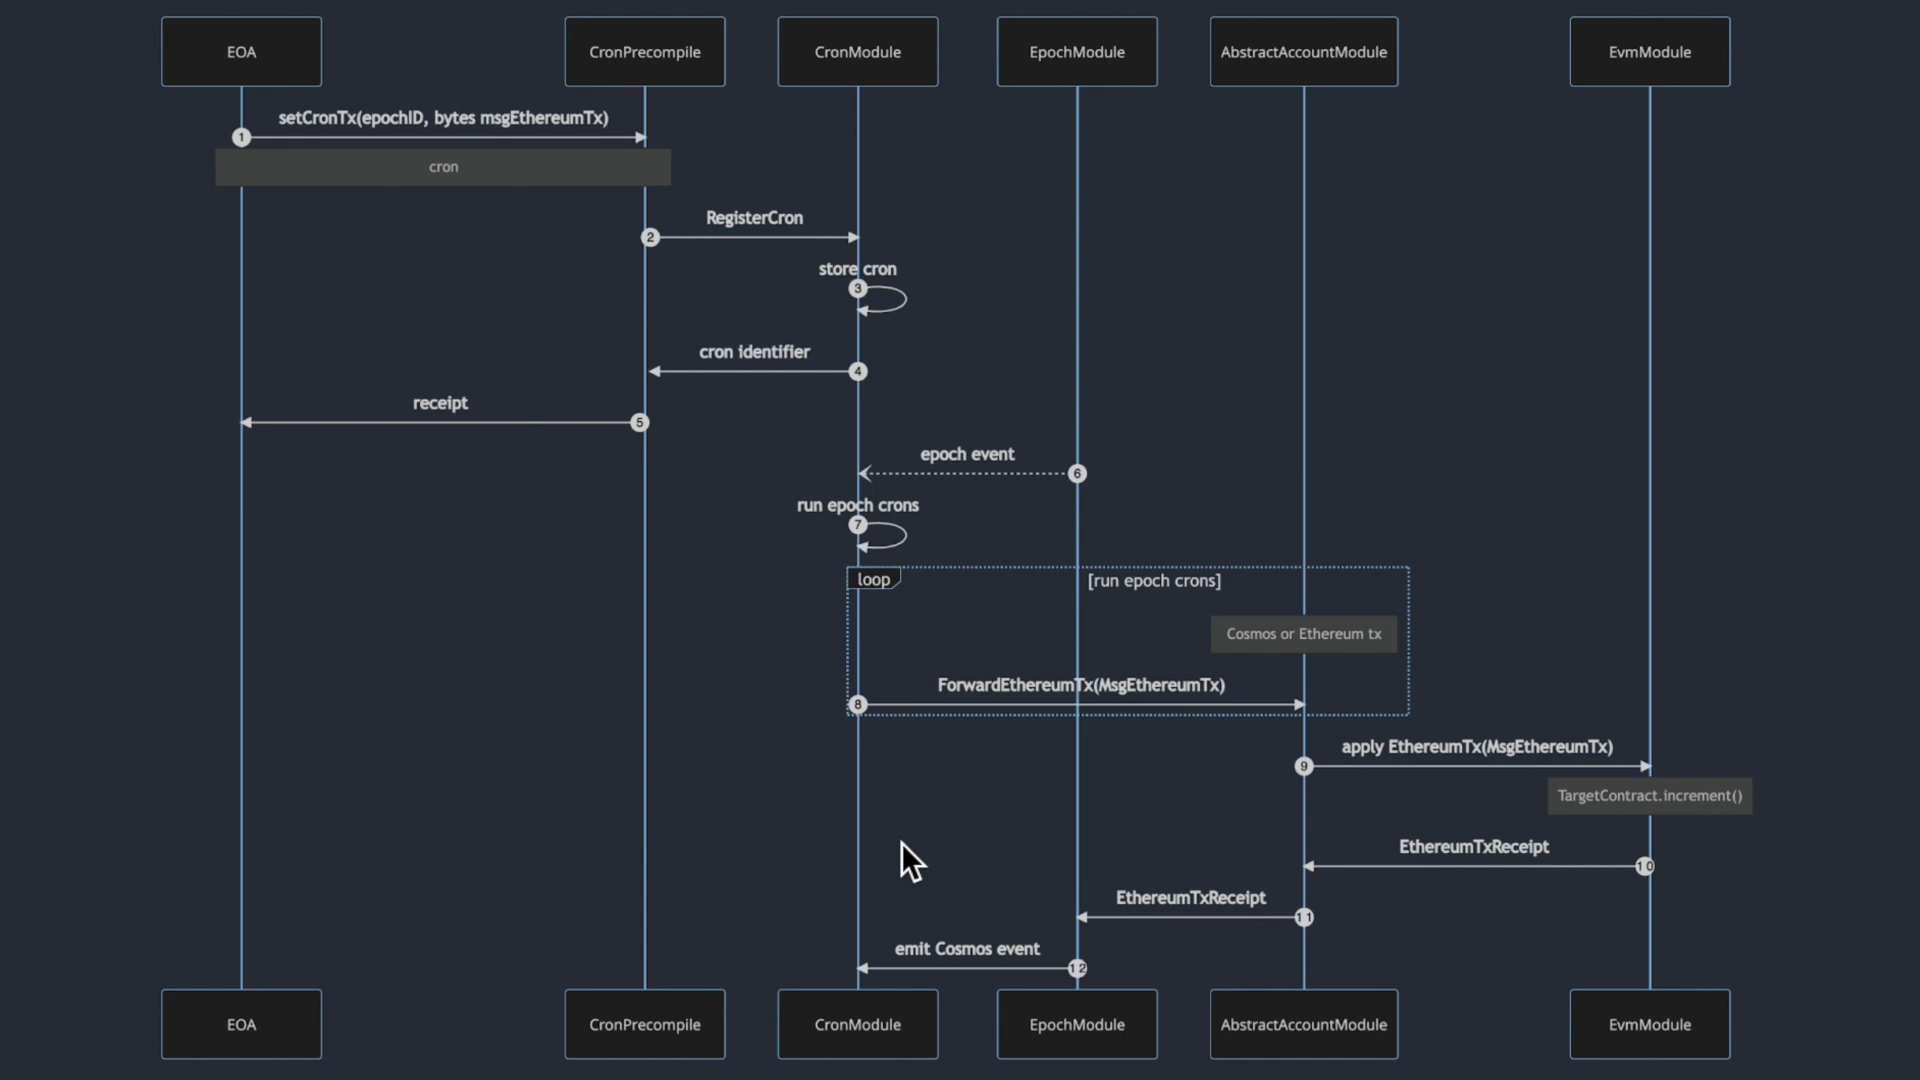 EOA
CronPrecompile
CronModule
EpochModule
AbstractAccountModule
EvmModule
setCronTx(epochID, bytes msgEthereumTx)
1
cron
RegisterCron
2
store cron
3
cron identifier
4
receipt
5
epoch event
6
run epoch crons
7
loop
[run epoch crons]
Cosmos or Ethereum tx
ForwardEthereumTx(MsgEthereumTx)
8
apply EthereumTx(MsgEthereumTx)
9
TargetContract.increment()
EthereumTxReceipt
10
EthereumTxReceipt
11
emit Cosmos event
12
EOA
CronPrecompile
CronModule
EpochModule
AbstractAccountModule
EvmModule